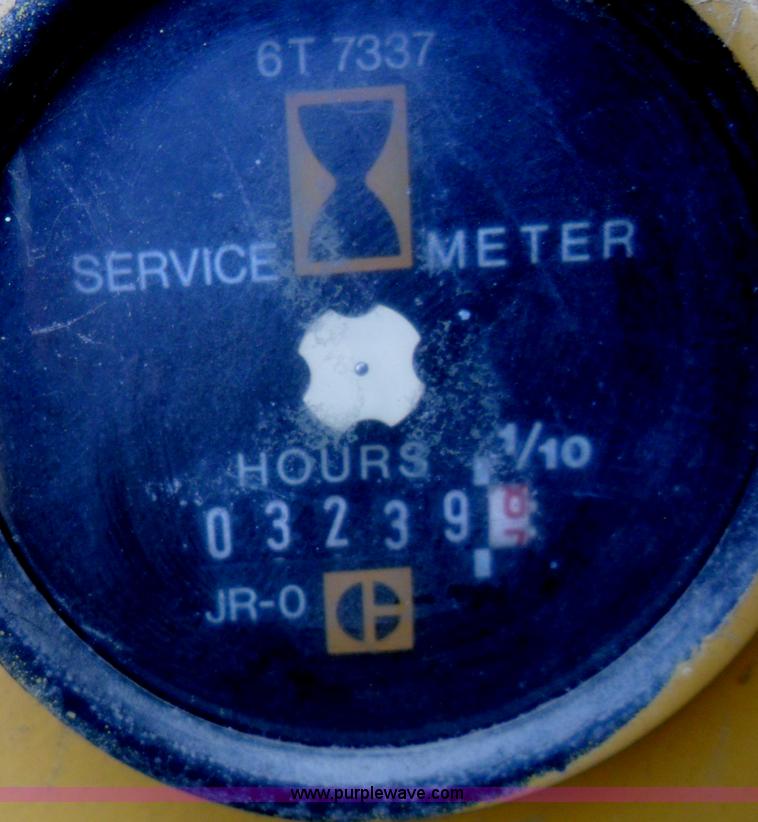 6T 7337
SERVICE METER
HOURS 1/10
03239
JR-0
www.purplewave.com